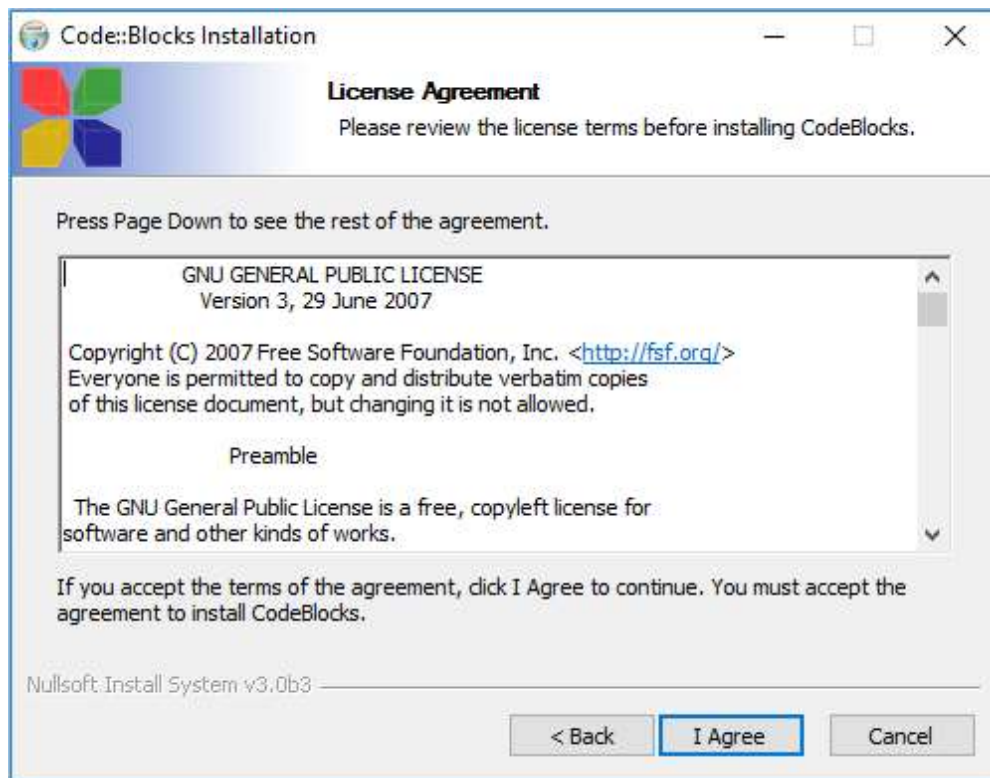 Code::Blocks Installation
License Agreement
Please review the license terms before installing CodeBlocks.
Press Page Down to see the rest of the agreement.
GNU GENERAL PUBLIC LICENSE
Version 3, 29 June 2007
Copyright (C) 2007 Free Software Foundation, Inc. <http://fsf.org/>
Everyone is permitted to copy and distribute verbatim copies
of this license document, but changing it is not allowed.
Preamble
The GNU General Public License is a free, copyleft license for
software and other kinds of works.
If you accept the terms of the agreement, click I Agree to continue. You must accept the
agreement to install CodeBlocks.
Nullsoft Install System v3.0b3
< Back
I Agree
Cancel